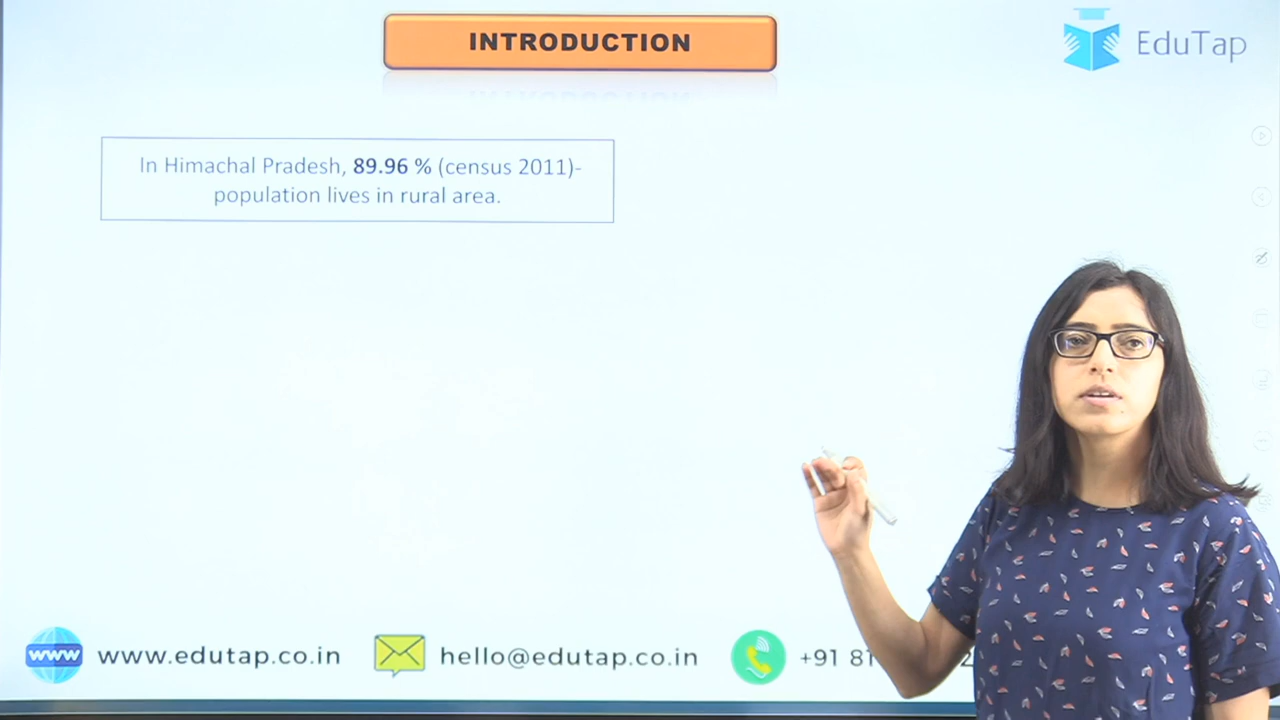 INTRODUCTION
EduTap
In Himachal Pradesh, 89.96 % (census 2011)-
population lives in rural area.
www www.edutap.co.in
hello@edutap.co.in
+91 81